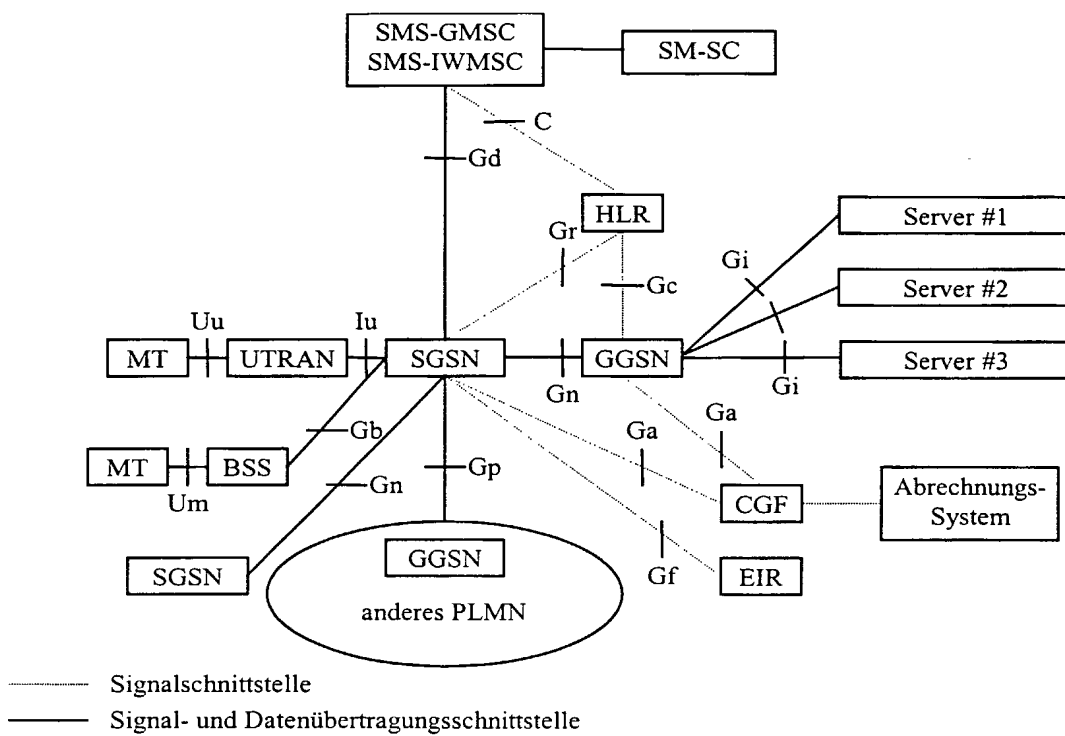 SMS-GMSC
SMS-IWMSC
SM-SC
C
Gd
HLR
Gr
Gc
Server #1
Gi
Server #2
Uu
Iu
MT
UTRAN
SGSN
Gn
GGSN
Gi
Server #3
Gb
Ga
Ga
MT
Um
BSS
Gn
Gp
CGF
Abrechnungs-
System
SGSN
GGSN
Gf
EIR
anderes PLMN
Signalschnittstelle
Signal- und Datenübertragungsschnittstelle